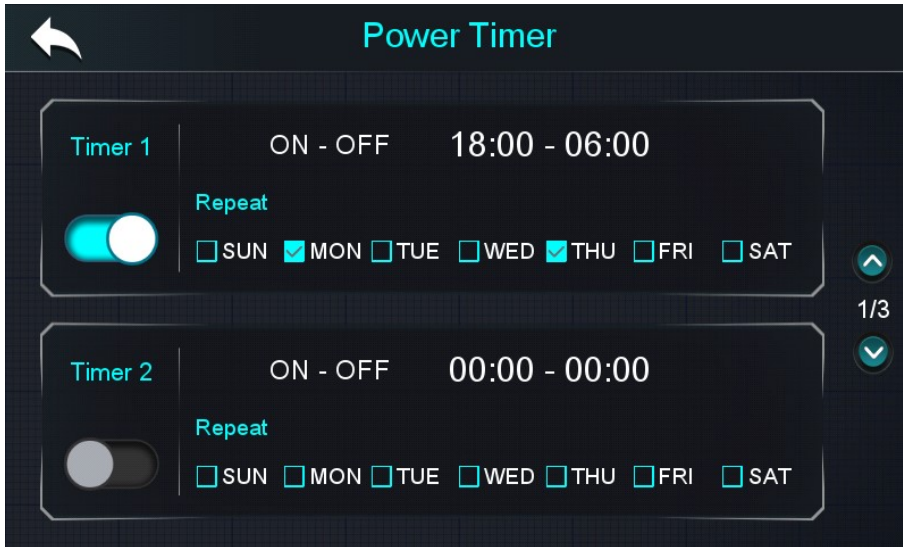 Power Timer
Timer 1
ON - OFF 18:00 - 06:00
Repeat
SUN MON TUE WED THU FRI SAT
1/3
Timer 2
ON - OFF 00:00 - 00:00
Repeat
SUN MON TUE WED THU FRI SAT